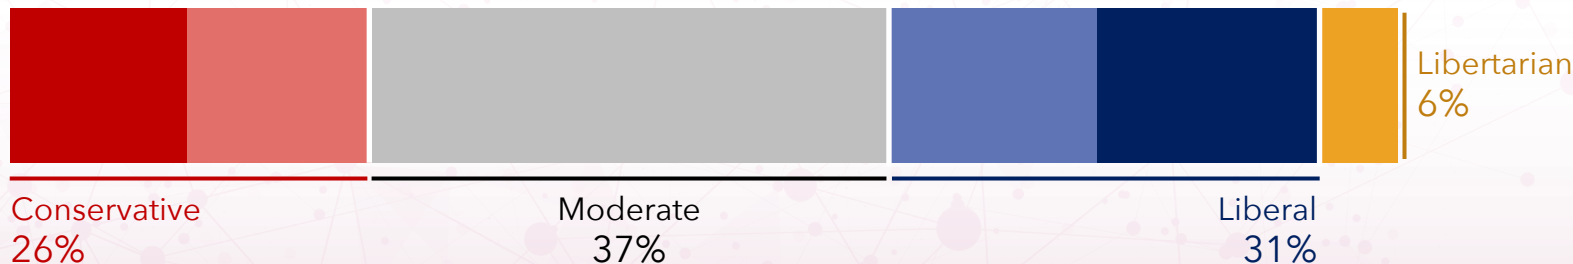 Libertarian
6%
Conservative
26%
Moderate
37%
Liberal
31%